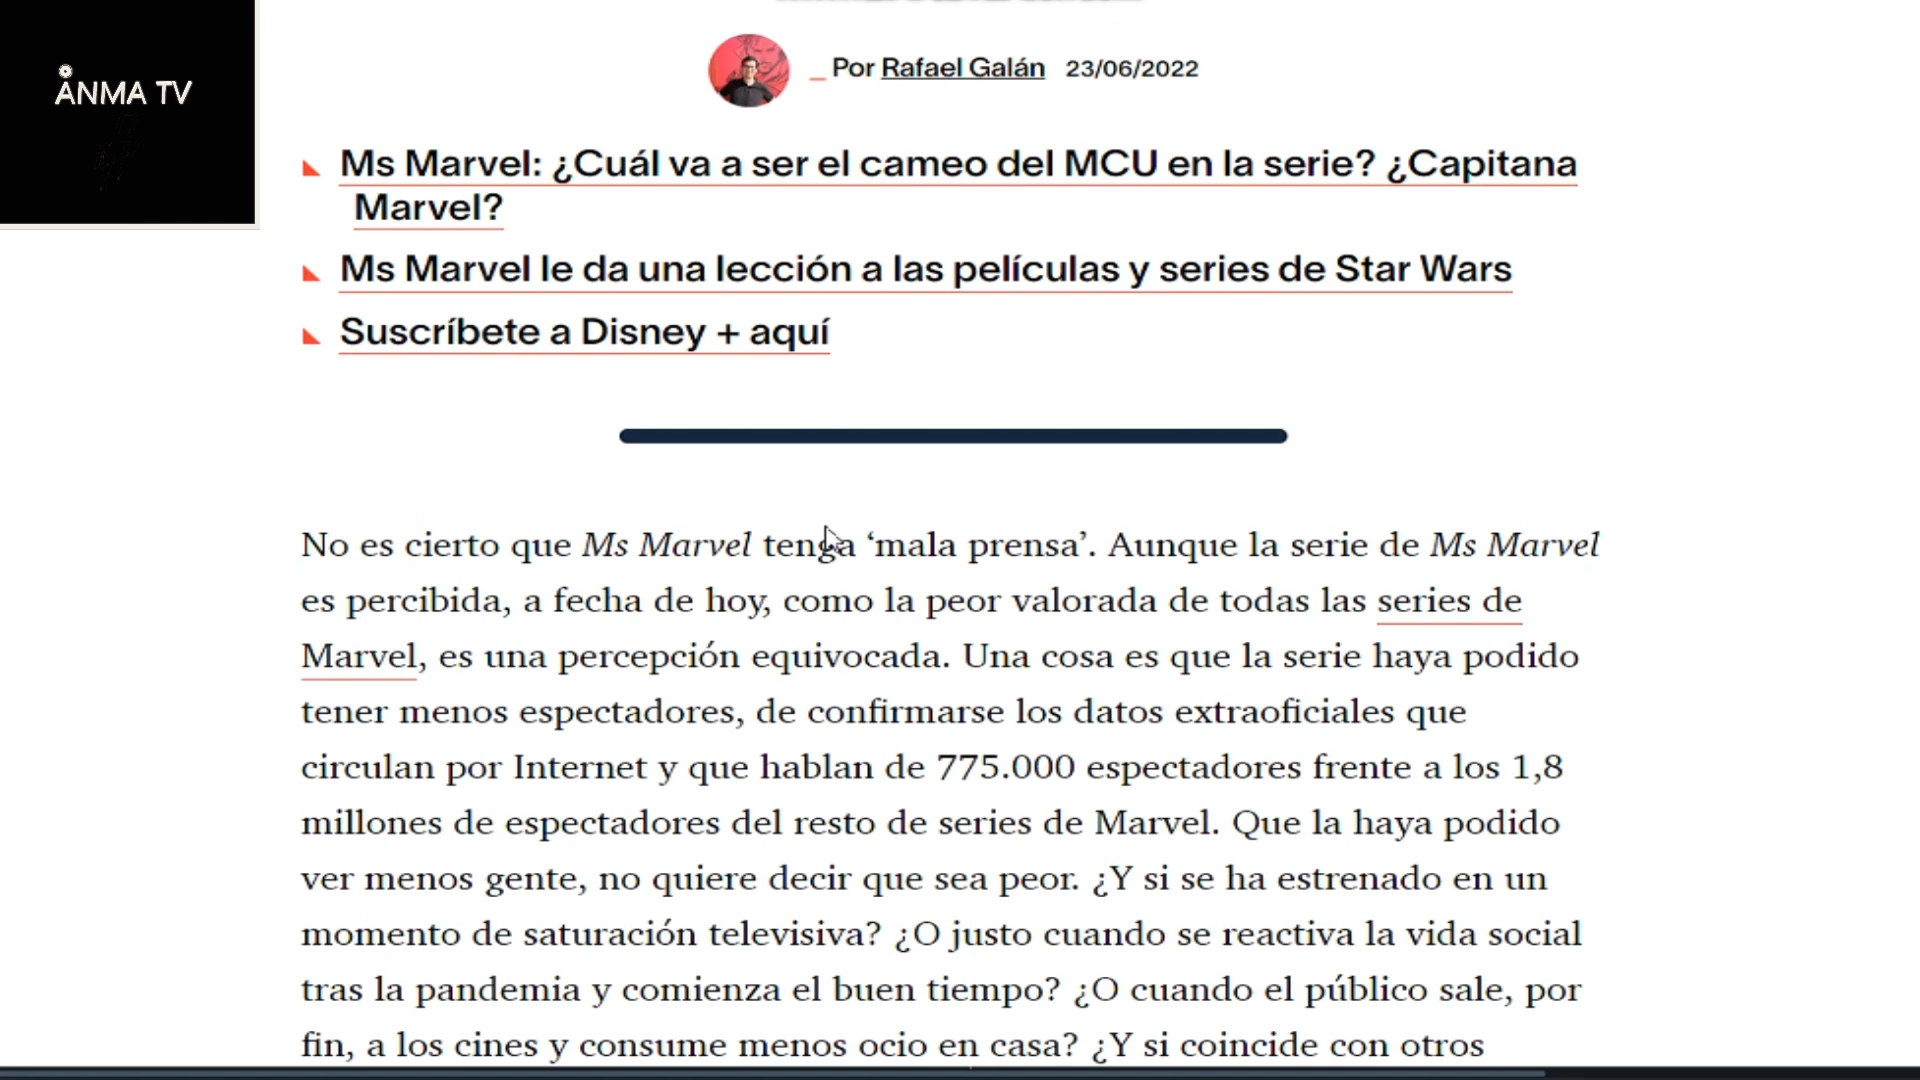 ÅNMA TV
_ Por Rafael Galán 23/06/2022
Ms Marvel: ¿Cuál va a ser el cameo del MCU en la serie? ¿Capitana
Marvel?
Ms Marvel le da una lección a las películas y series de Star Wars
Suscríbete a Disney + aquí
No es cierto que Ms Marvel tenga ‘mala prensa’. Aunque la serie de Ms Marvel
es percibida, a fecha de hoy, como la peor valorada de todas las series de
Marvel, es una percepción equivocada. Una cosa es que la serie haya podido
tener menos espectadores, de confirmarse los datos extraoficiales que
circulan por Internet y que hablan de 775.000 espectadores frente a los 1,8
millones de espectadores del resto de series de Marvel. Que la haya podido
ver menos gente, no quiere decir que sea peor. ¿Y si se ha estrenado en un
momento de saturación televisiva? ¿O justo cuando se reactiva la vida social
tras la pandemia y comienza el buen tiempo? ¿O cuando el público sale, por
fin, a los cines y consume menos ocio en casa? ¿Y si coincide con otros